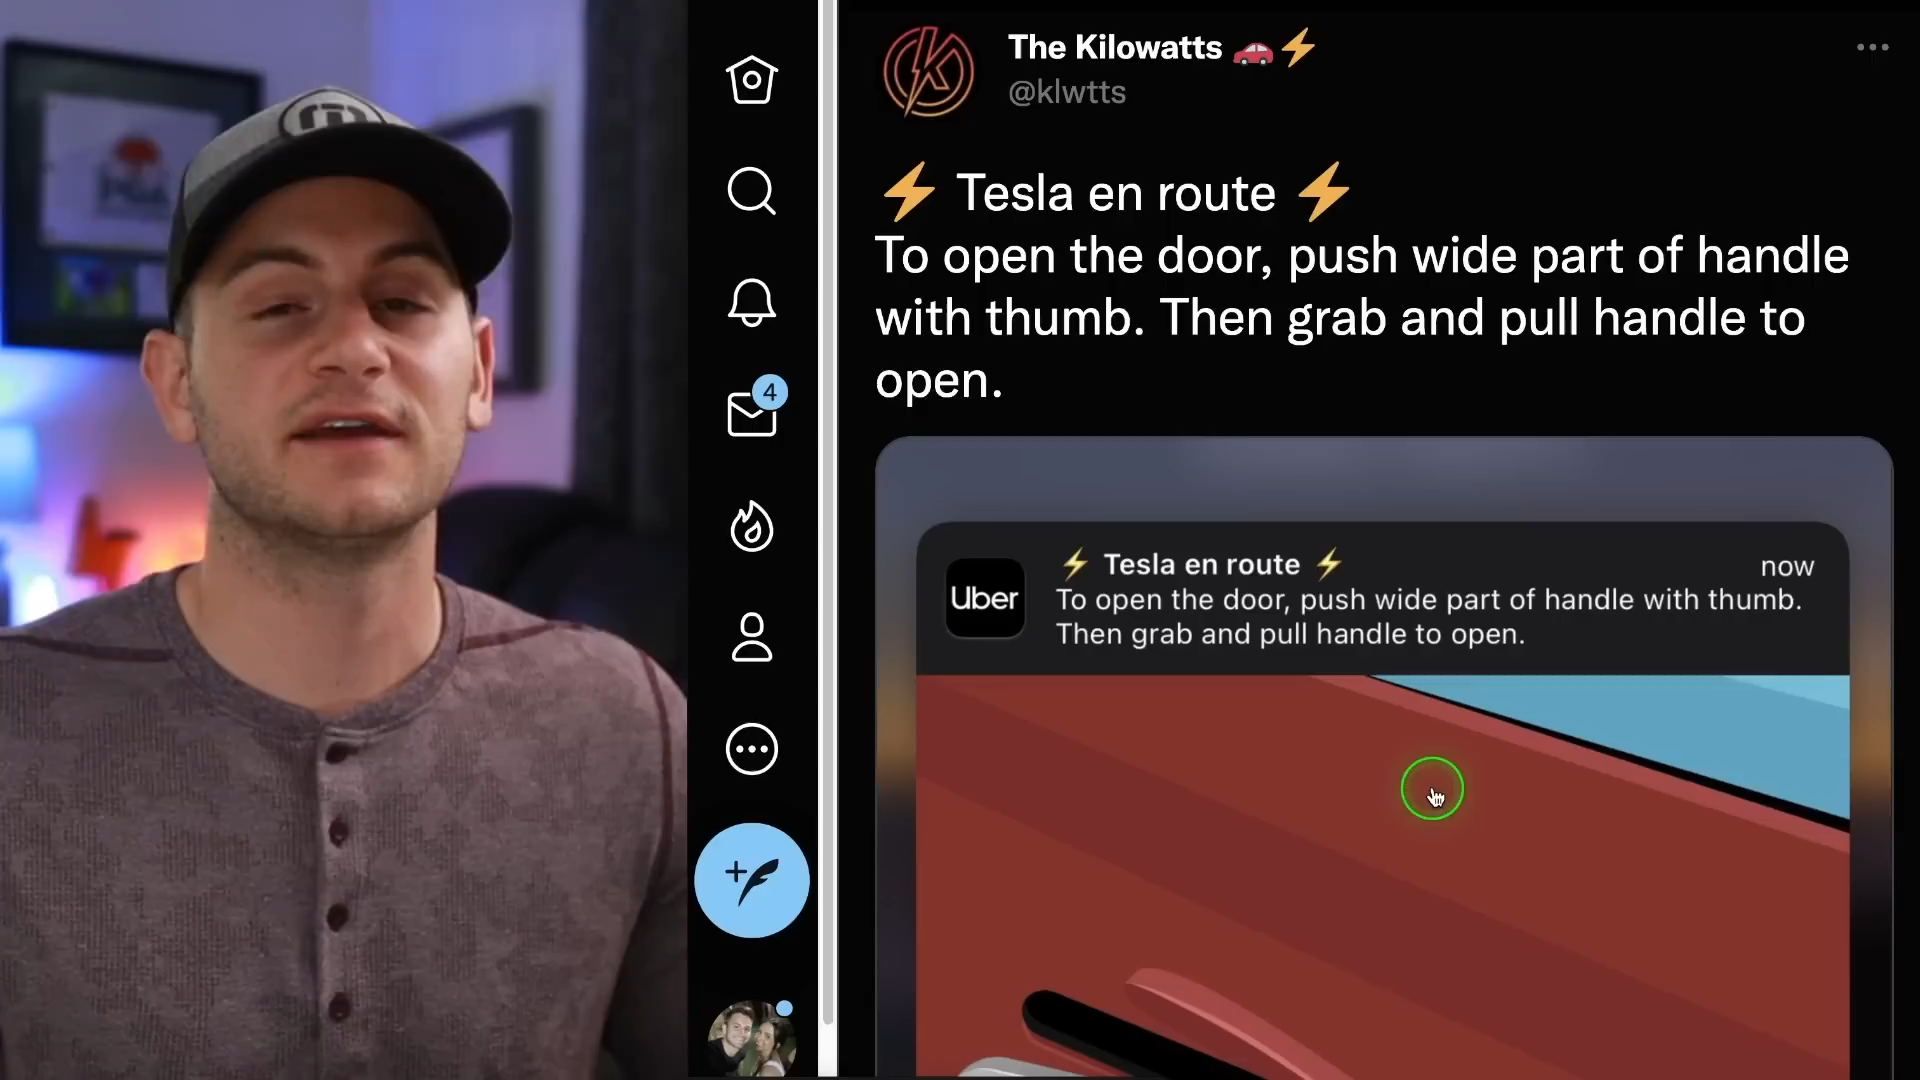 The Kilowatts 🚗⚡
@klwtts
⚡ Tesla en route ⚡
To open the door, push wide part of handle
with thumb. Then grab and pull handle to
open.
4
Uber
⚡ Tesla en route ⚡
now
To open the door, push wide part of handle with thumb.
Then grab and pull handle to open.